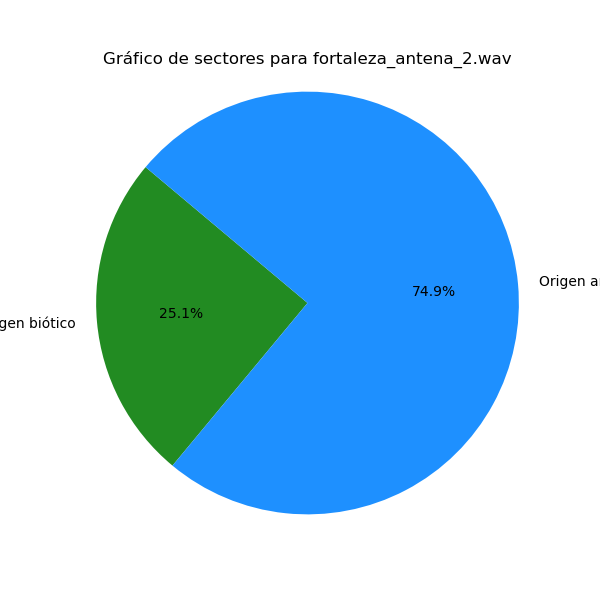 Gráfico de sectores para fortaleza_antena_2.wav
Origen a
74.9%
gen biótico
25.1%